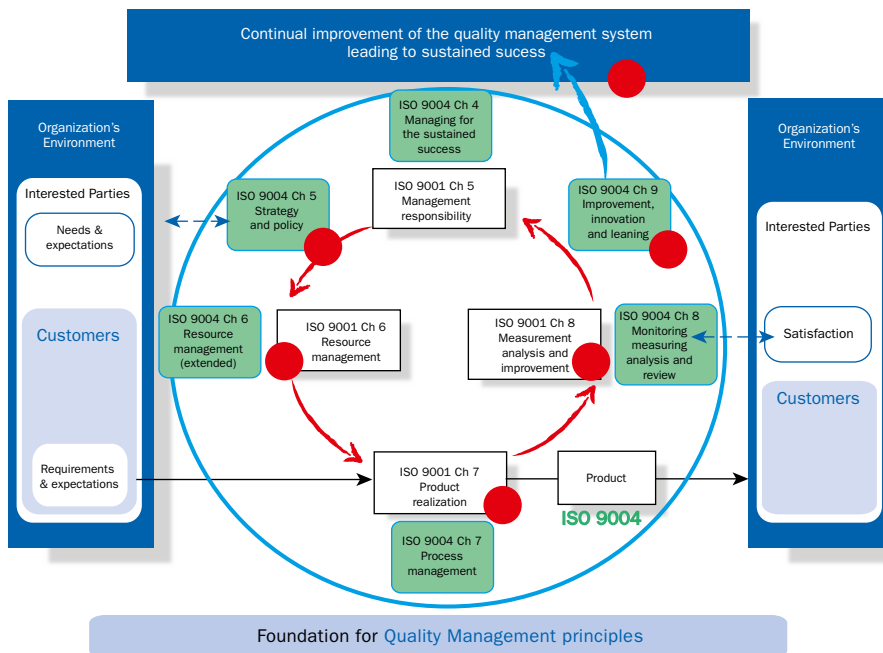 Continual improvement of the quality management system
leading to sustained sucess
Organization's
Environment
Interested Parties
Needs &
expectations
Customers
Requirements
& expectations
ISO 9004 Ch 4
Managing for
the sustained
success
ISO 9001 Ch 5
Management
responsibility
ISO 9004 Ch 5
Strategy
and policy
ISO 9004 Ch 9
Improvement,
innovation
and leaning
ISO 9004 Ch 6
Resource
management
(extended)
ISO 9001 Ch 6
Resource
management
ISO 9001 Ch 8
Measurement
analysis and
improvement
ISO 9004 Ch 8
Monitoring
measuring
analysis and
review
ISO 9001 Ch 7
Product
realization
Product
ISO 9004
ISO 9004 Ch 7
Process
management
Organization's
Environment
Interested Parties
Satisfaction
Customers
Foundation for Quality Management principles